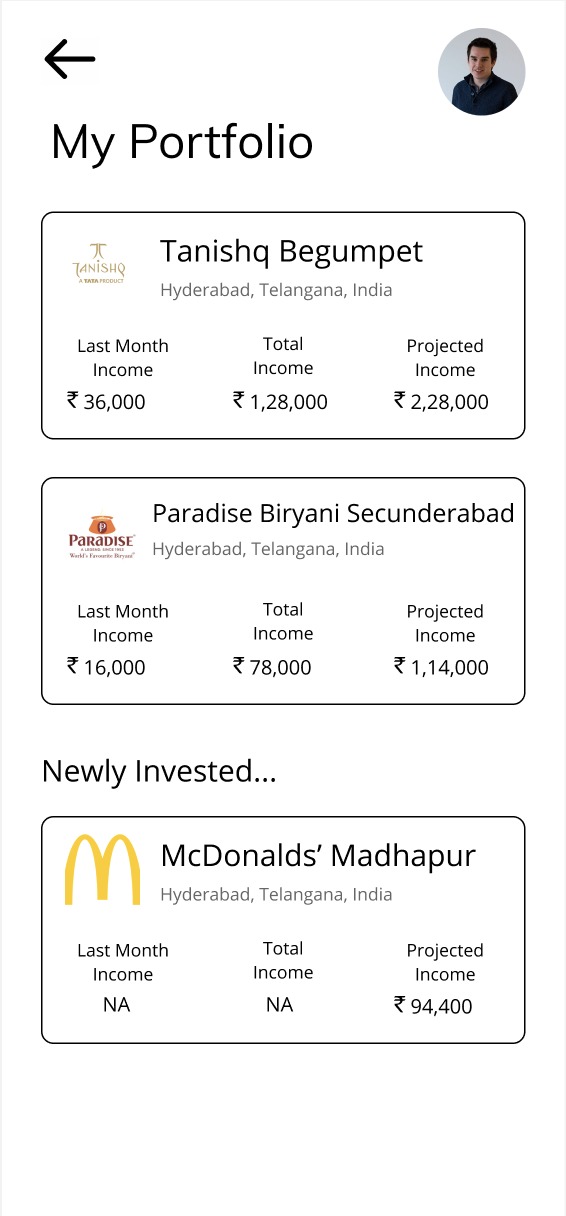 My Portfolio
TANiSHQ
A TATA PRODUCT
Tanishq Begumpet
Hyderabad, Telangana, India
Last Month Total Projected
Income Income Income
₹ 36,000 ₹ 1,28,000 ₹ 2,28,000
PARADISE
A LEGEND. SINCE 1953
World's Favourite Biryani
Paradise Biryani Secunderabad
Hyderabad, Telangana, India
Last Month Total Projected
Income Income Income
₹ 16,000 ₹ 78,000 ₹ 1,14,000
Newly Invested...
McDonalds’ Madhapur
Hyderabad, Telangana, India
Last Month Total Projected
Income Income Income
NA NA ₹ 94,400